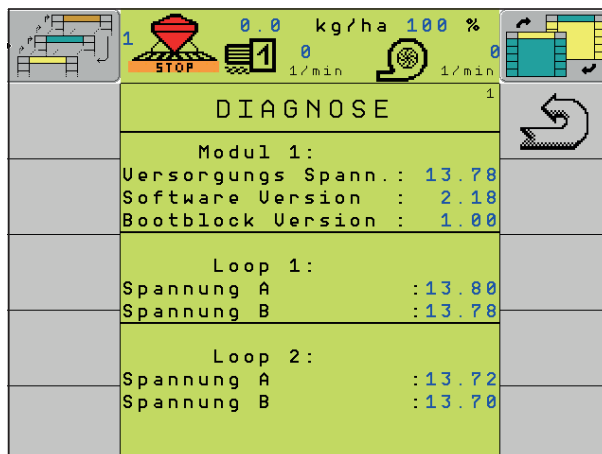 0.0 kg/ha 100 %
1 STOP 1 0 1/min 0 1/min
DIAGNOSE 1
Modul 1:
Versorgungs Spann.: 13.78
Software Version : 2.18
Bootblock Version : 1.00
Loop 1:
Spannung A :13.80
Spannung B :13.78
Loop 2:
Spannung A :13.72
Spannung B :13.70